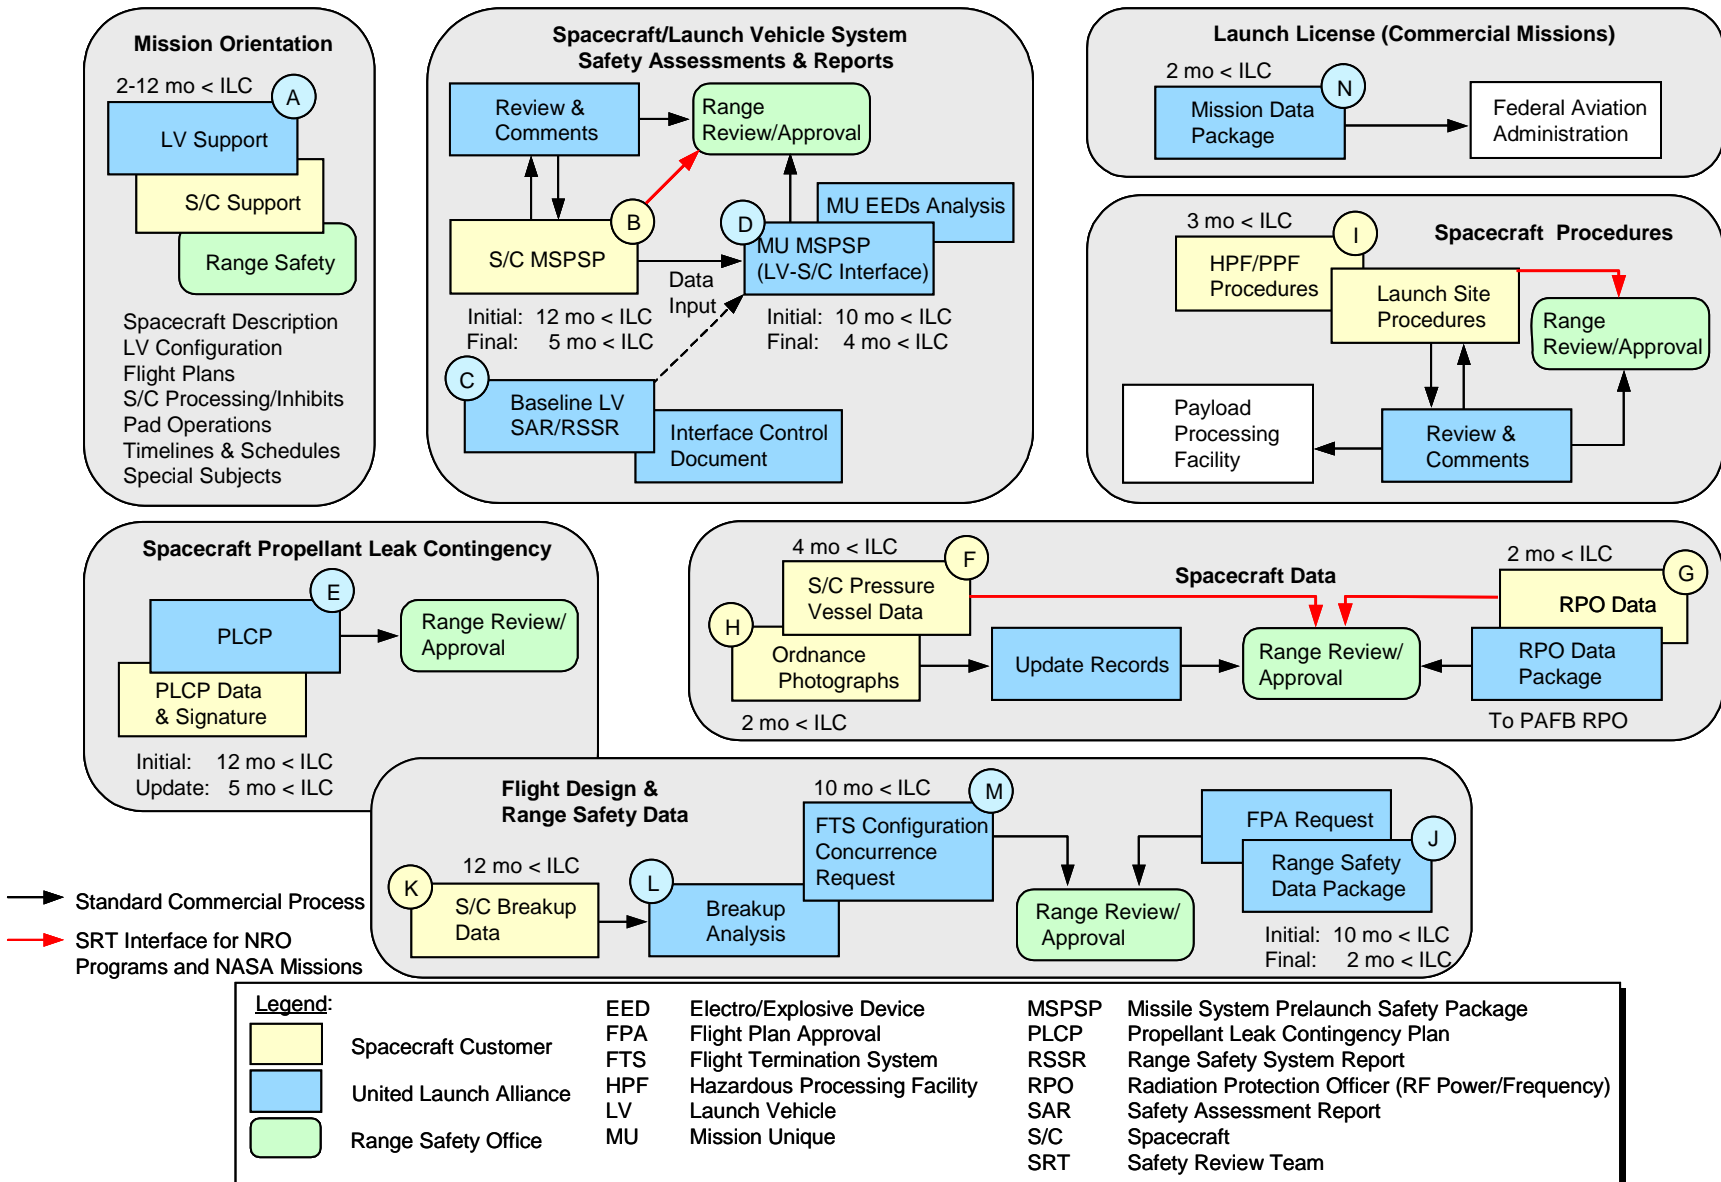 Mission Orientation
2-12 mo < ILC
A
LV Support
S/C Support
Range Safety
Spacecraft Description
LV Configuration
Flight Plans
S/C Processing/Inhibits
Pad Operations
Timelines & Schedules
Special Subjects
Spacecraft/Launch Vehicle System
Safety Assessments & Reports
Review &
Comments
Range
Review/Approval
B
S/C MSPSP
Data
Input
D
MU EEDs Analysis
MU MSPSP
(LV-S/C Interface)
Initial: 12 mo < ILC
Final: 5 mo < ILC
Initial: 10 mo < ILC
Final: 4 mo < ILC
C
Baseline LV
SAR/RSSR
Interface Control
Document
Launch License (Commercial Missions)
2 mo < ILC
N
Mission Data
Package
Federal Aviation
Administration
3 mo < ILC
I
Spacecraft Procedures
HPF/PPF
Procedures
Launch Site
Procedures
Range
Review/Approval
Payload
Processing
Facility
Review &
Comments
Spacecraft Propellant Leak Contingency
E
PLCP
Range Review/
Approval
PLCP Data
& Signature
Initial: 12 mo < ILC
Update: 5 mo < ILC
4 mo < ILC
F
S/C Pressure
Vessel Data
Spacecraft Data
2 mo < ILC
G
RPO Data
H
Ordnance
Photographs
Update Records
Range Review/
Approval
RPO Data
Package
2 mo < ILC
To PAFB RPO
Flight Design &
Range Safety Data
10 mo < ILC
M
FTS Configuration
Concurrence
Request
FPA Request
J
Range Safety
Data Package
12 mo < ILC
K
S/C Breakup
Data
L
Breakup
Analysis
Range Review/
Approval
Initial: 10 mo < ILC
Final: 2 mo < ILC
Standard Commercial Process
SRT Interface for NRO
Programs and NASA Missions
Legend:
Spacecraft Customer
United Launch Alliance
Range Safety Office
EED Electro/Explosive Device
FPA Flight Plan Approval
FTS Flight Termination System
HPF Hazardous Processing Facility
LV Launch Vehicle
MU Mission Unique
MSPSP Missile System Prelaunch Safety Package
PLCP Propellant Leak Contingency Plan
RSSR Range Safety System Report
RPO Radiation Protection Officer (RF Power/Frequency)
SAR Safety Assessment Report
S/C Spacecraft
SRT Safety Review Team